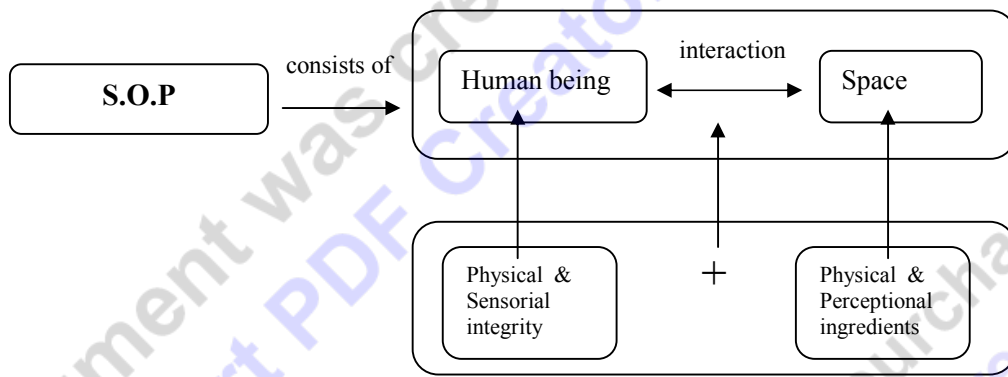 consists of
interaction
S.O.P
Human being
Space
Physical &
Sensorial
integrity
+
Physical &
Perceptional
ingredients